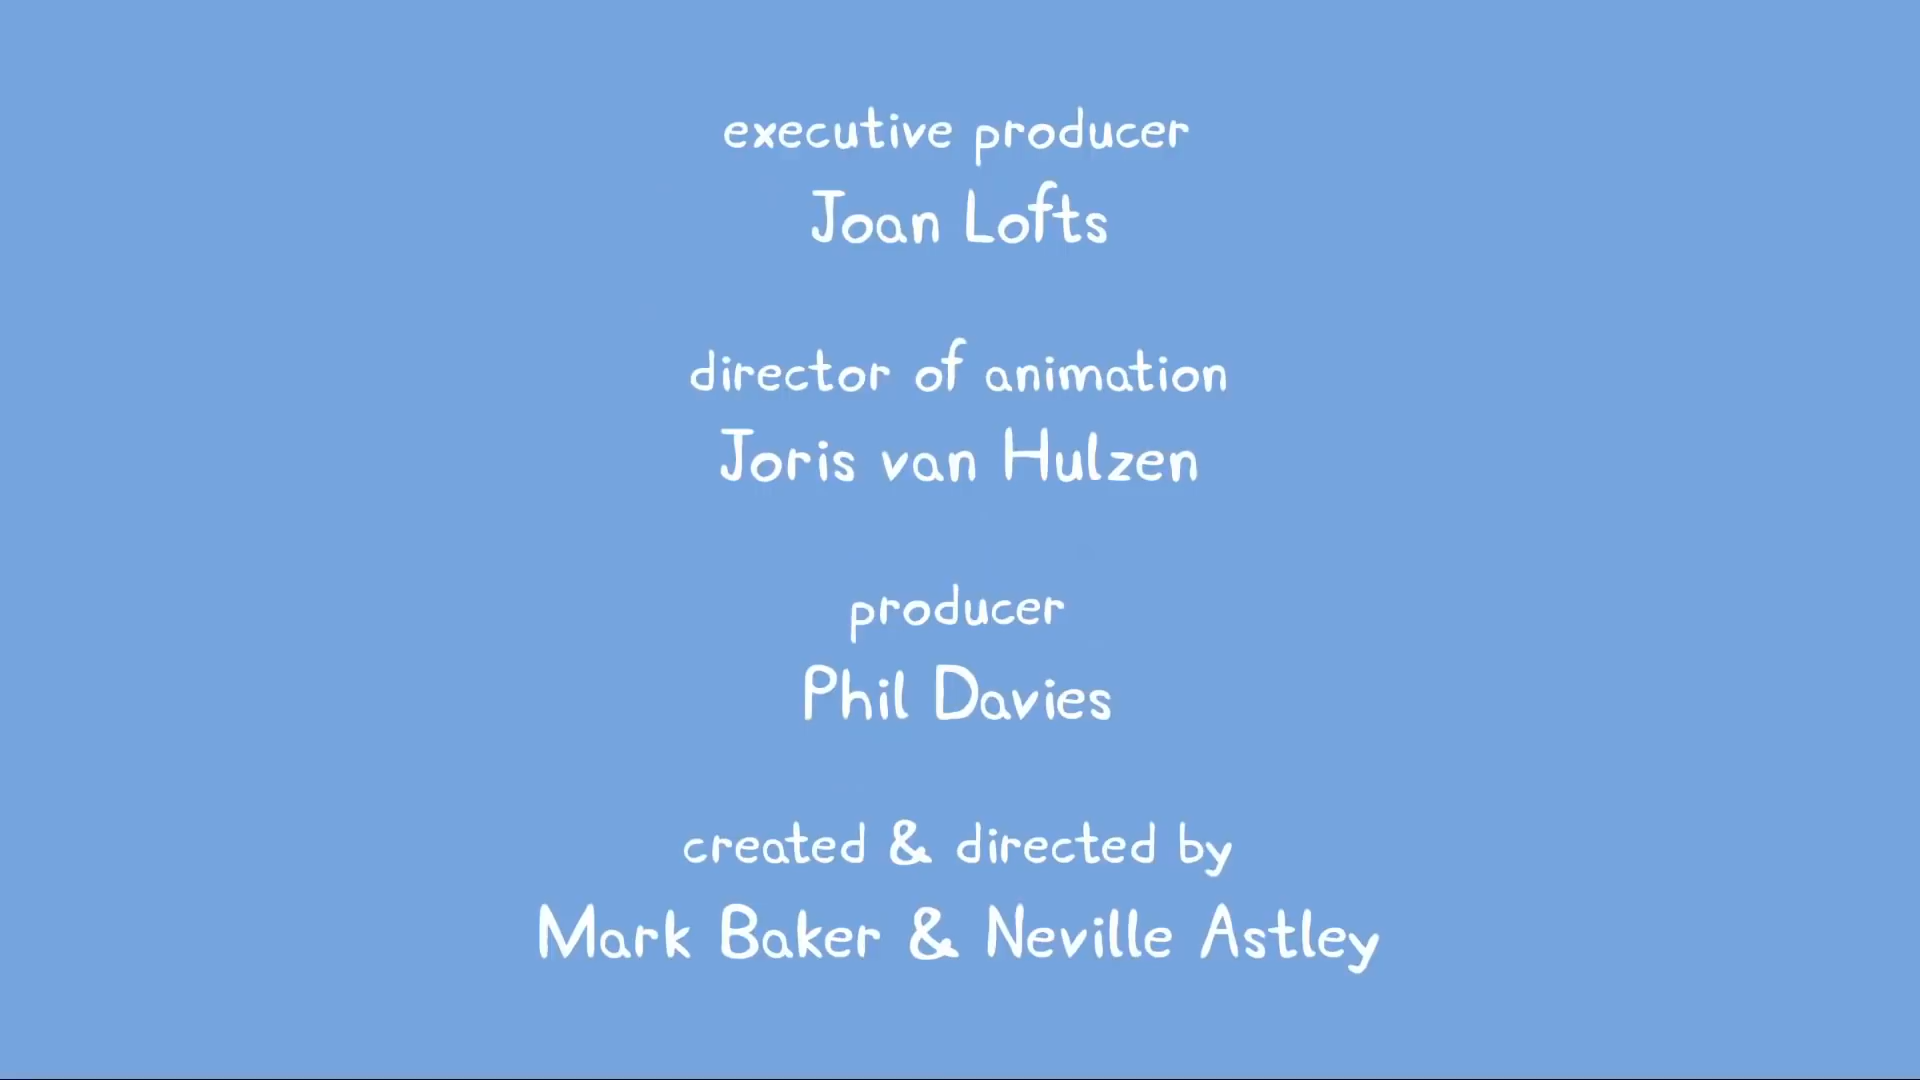 executive producer
Joan Lofts
director of animation
Joris van Hulzen
producer
Phil Davies
created & directed by
Mark Baker & Neville Astley